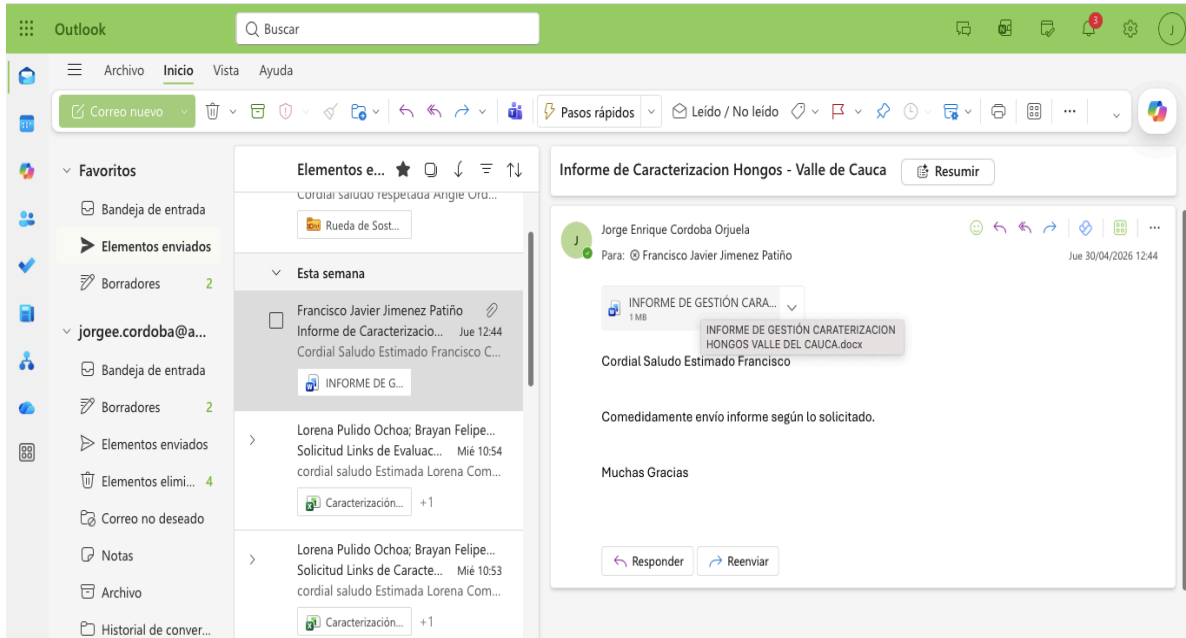 Outlook
Buscar
3
J
Archivo Inicio Vista Ayuda
Correo nuevo
Pasos rápidos
Leído / No leído
Favoritos
Bandeja de entrada
Elementos enviados
Borradores 2
jorgee.cordoba@a...
Bandeja de entrada
Borradores 2
Elementos enviados
Elementos elimi... 4
Correo no deseado
Notas
Archivo
Historial de conver...
Elementos e...
Cordial saludo respetada Angie Ord...
Rueda de Sost...
Esta semana
Francisco Javier Jimenez Patiño
Informe de Caracterizacio... Jue 12:44
Cordial Saludo Estimado Francisco C...
INFORME DE G...
Lorena Pulido Ochoa; Brayan Felipe...
Solicitud Links de Evaluac... Mié 10:54
cordial saludo Estimada Lorena Com...
Caracterización... +1
Lorena Pulido Ochoa; Brayan Felipe...
Solicitud Links de Caracte... Mié 10:53
cordial saludo Estimada Lorena Com...
Caracterización... +1
Informe de Caracterizacion Hongos - Valle de Cauca
Resumir
J
Jorge Enrique Cordoba Orjuela
Para: Francisco Javier Jimenez Patiño
Jue 30/04/2026 12:44
INFORME DE GESTIÓN CARA...
1 MB
INFORME DE GESTIÓN CARATERIZACION
HONGOS VALLE DEL CAUCA.docx
Cordial Saludo Estimado Francisco
Comedidamente envío informe según lo solicitado.
Muchas Gracias
Responder
Reenviar